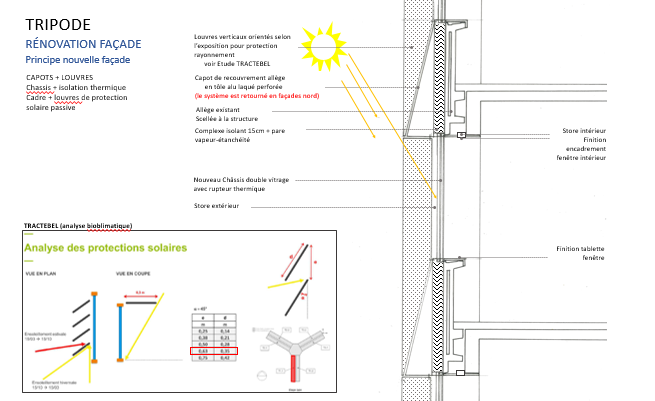 TRIPODE
RÉNOVATION FAÇADE
Principe nouvelle façade
CAPOTS + LOUVRES
Chassis + isolation thermique
Cadre + louvres de protection
solaire passive
Louvres verticaux orientés selon
l'exposition pour protection
rayonnement
voir Etude TRACTEBEL
Capot de recouvrement allège
en tôle alu laqué perforée
(le système est retourné en façades nord)
Allège existant
Scellée à la structure
Complexe isolant 15cm + pare
vapeur-étanchéité
Nouveau Châssis double vitrage
avec rupteur thermique
Store extérieur
Store intérieur
Finition
encadrement
fenêtre intérieur
Finition tablette
fenêtre
TRACTEBEL (analyse bioblimatique)
Analyse des protections solaires
VUE EN PLAN
VUE EN COUPE